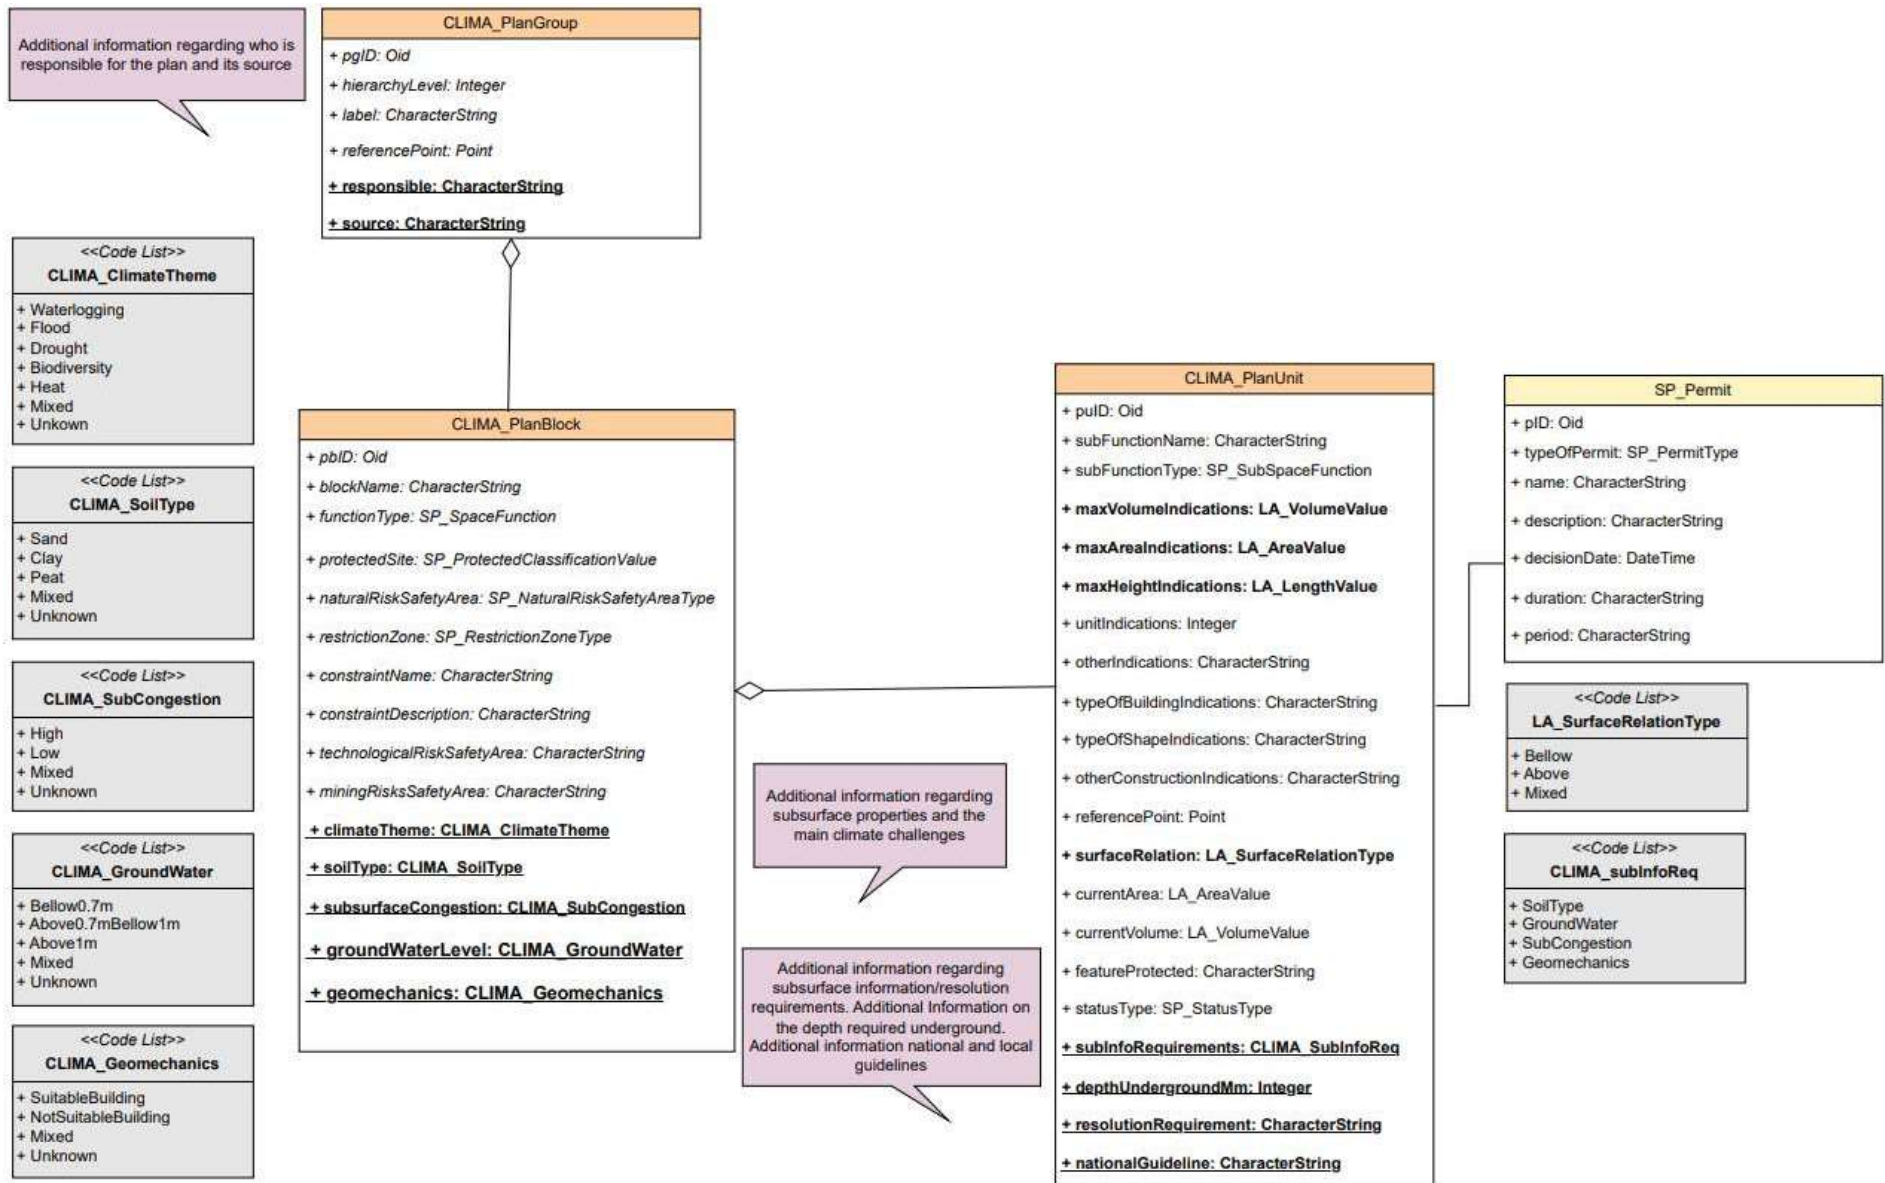 Additional information regarding who is
responsible for the plan and its source
CLIMA_PlanGroup
+ pgID: Oid
+ hierarchyLevel: Integer
+ label: CharacterString
+ referencePoint: Point
+ responsible: CharacterString
+ source: CharacterString
<<Code List>>
CLIMA_ClimateTheme
+ Waterlogging
+ Flood
+ Drought
+ Biodiversity
+ Heat
+ Mixed
+ Unkown
<<Code List>>
CLIMA_SoilType
+ Sand
+ Clay
+ Peat
+ Mixed
+ Unknown
<<Code List>>
CLIMA_SubCongestion
+ High
+ Low
+ Mixed
+ Unknown
<<Code List>>
CLIMA_GroundWater
+ Bellow0.7m
+ Above0.7mBellow1m
+ Above1m
+ Mixed
+ Unknown
<<Code List>>
CLIMA_Geomechanics
+ SuitableBuilding
+ NotSuitableBuilding
+ Mixed
+ Unknown
CLIMA_PlanBlock
+ pbID: Oid
+ blockName: CharacterString
+ functionType: SP_SpaceFunction
+ protectedSite: SP_ProtectedClassificationValue
+ naturalRiskSafetyArea: SP_NaturalRiskSafetyAreaType
+ restrictionZone: SP_RestrictionZoneType
+ constraintName: CharacterString
+ constraintDescription: CharacterString
+ technologicalRiskSafetyArea: CharacterString
+ miningRisksSafetyArea: CharacterString
+ climateTheme: CLIMA_ClimateTheme
+ soilType: CLIMA_SoilType
+ subsurfaceCongestion: CLIMA_SubCongestion
+ groundWaterLevel: CLIMA_GroundWater
+ geomechanics: CLIMA_Geomechanics
Additional information regarding
subsurface properties and the
main climate challenges
Additional information regarding
subsurface information/resolution
requirements. Additional Information on
the depth required underground.
Additional information national and local
guidelines
CLIMA_PlanUnit
+ puID: Oid
+ subFunctionName: CharacterString
+ subFunctionType: SP_SubSpaceFunction
+ maxVolumeIndications: LA_VolumeValue
+ maxAreaIndications: LA_AreaValue
+ maxHeightIndications: LA_LengthValue
+ unitIndications: Integer
+ otherIndications: CharacterString
+ typeOfBuildingIndications: CharacterString
+ typeOfShapeIndications: CharacterString
+ otherConstructionIndications: CharacterString
+ referencePoint: Point
+ surfaceRelation: LA_SurfaceRelationType
+ currentArea: LA_AreaValue
+ currentVolume: LA_VolumeValue
+ featureProtected: CharacterString
+ statusType: SP_StatusType
+ subInfoRequirements: CLIMA_SubInfoReq
+ depthUndergroundMm: Integer
+ resolutionRequirement: CharacterString
+ nationalGuideline: CharacterString
SP_Permit
+ pID: Oid
+ typeOfPermit: SP_PermitType
+ name: CharacterString
+ description: CharacterString
+ decisionDate: DateTime
+ duration: CharacterString
+ period: CharacterString
<<Code List>>
LA_SurfaceRelationType
+ Bellow
+ Above
+ Mixed
<<Code List>>
CLIMA_subInfoReq
+ SoilType
+ GroundWater
+ SubCongestion
+ Geomechanics